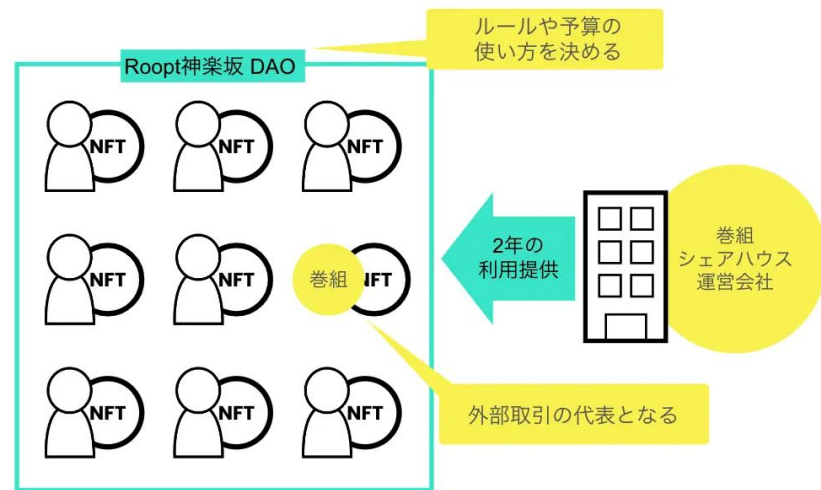 ルールや予算の
使い方を決める
Roopt神楽坂 DAO
NFT
NFT
NFT
NFT
NFT
巻組
NFT
2年の
利用提供
巻組
シェアハウス
運営会社
NFT
NFT
NFT
外部取引の代表となる